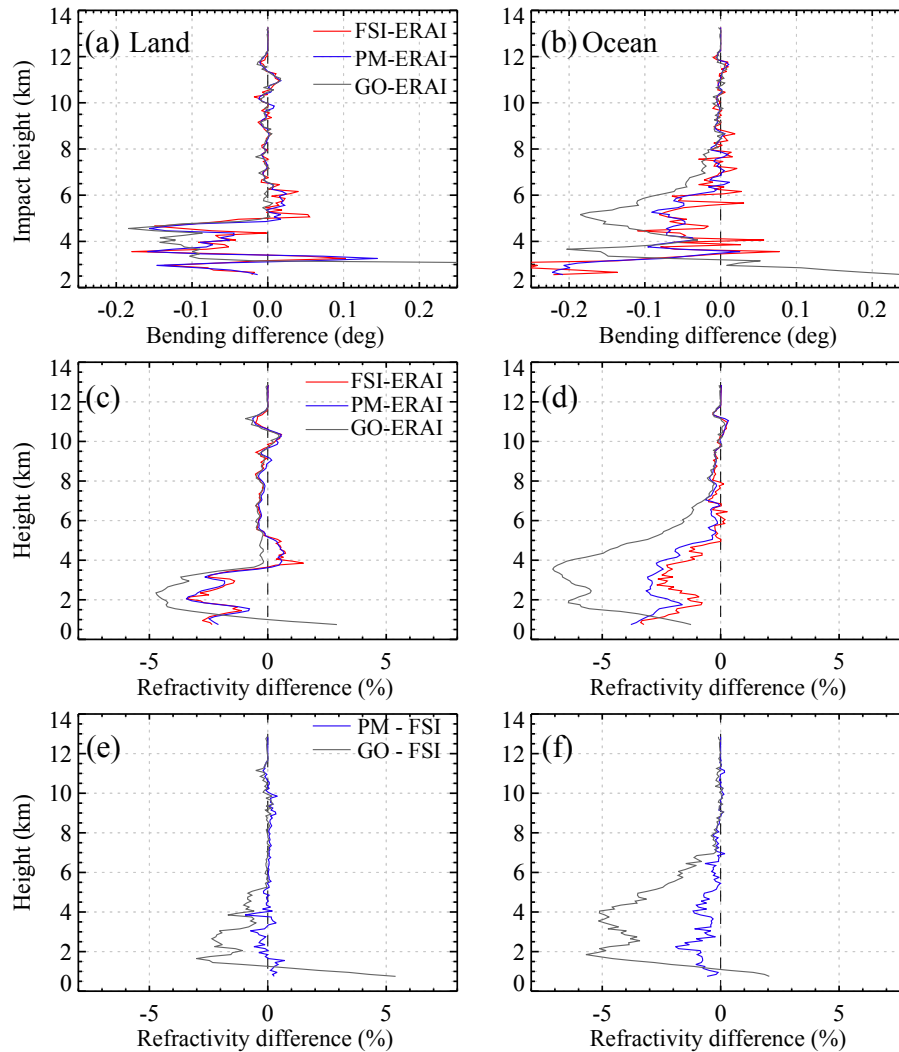 (a) Land
FSI-ERAI
PM-ERAI
GO-ERAI
14
12
10
8
6
4
2
Impact height (km)
-0.2 -0.1 0.0 0.1 0.2
Bending difference (deg)
(b) Ocean
14
12
10
8
6
4
2
-0.2 -0.1 0.0 0.1 0.2
Bending difference (deg)
(c)
FSI-ERAI
PM-ERAI
GO-ERAI
14
12
10
8
6
4
2
0
Height (km)
-5 0 5
Refractivity difference (%)
(d)
14
12
10
8
6
4
2
0
-5 0 5
Refractivity difference (%)
(e)
PM - FSI
GO - FSI
14
12
10
8
6
4
2
0
Height (km)
-5 0 5
Refractivity difference (%)
(f)
14
12
10
8
6
4
2
0
-5 0 5
Refractivity difference (%)